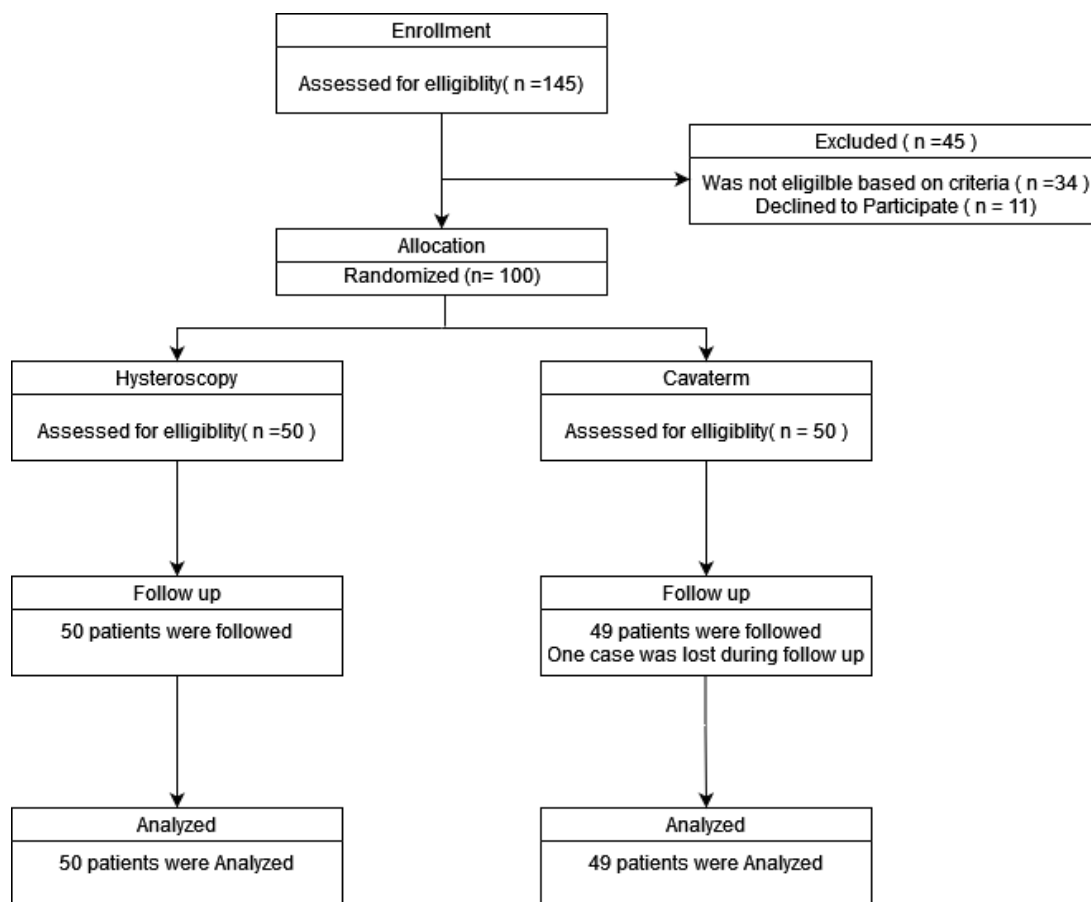 Enrollment
Assessed for elligiblity( n =145)
Excluded ( n =45 )
Was not eligilble based on criteria ( n =34 )
Declined to Participate ( n = 11)
Allocation
Randomized (n= 100)
Hysteroscopy
Assessed for elligiblity( n =50 )
Cavaterm
Assessed for elligiblity( n = 50 )
Follow up
50 patients were followed
Follow up
49 patients were followed
One case was lost during follow up
Analyzed
50 patients were Analyzed
Analyzed
49 patients were Analyzed